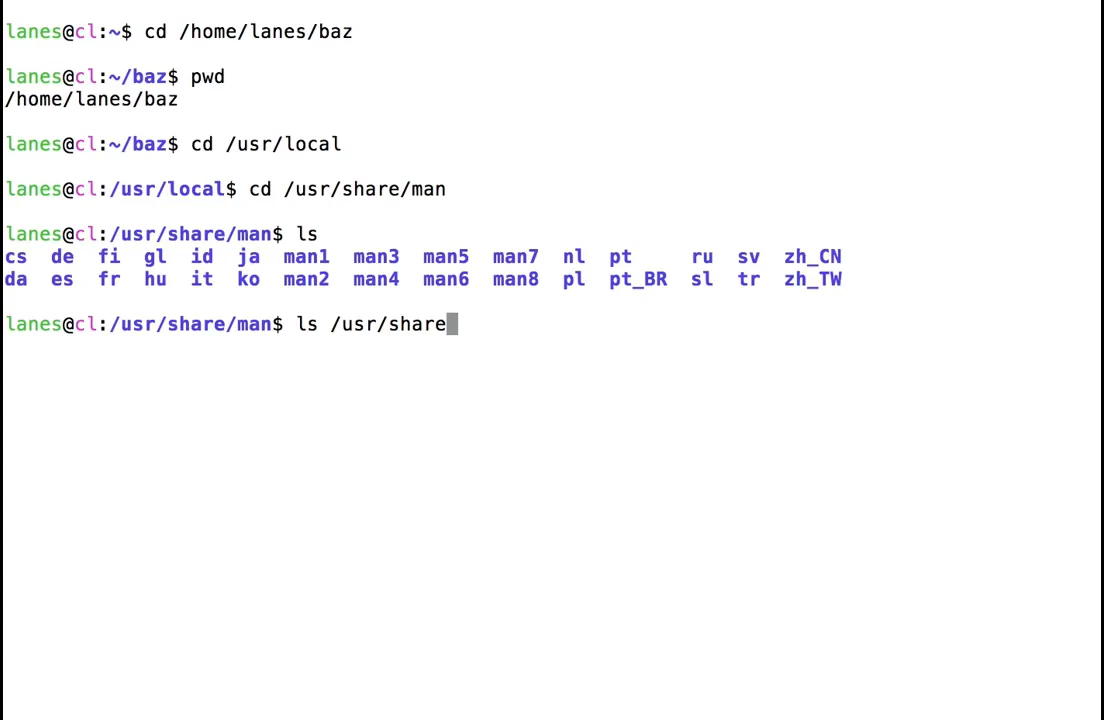 lanes@cl:~$ cd /home/lanes/baz
lanes@cl:~/baz$ pwd
/home/lanes/baz
lanes@cl:~/baz$ cd /usr/local
lanes@cl:/usr/local$ cd /usr/share/man
lanes@cl:/usr/share/man$ ls
cs  de  fi  gl  id  ja  man1  man3  man5  man7  nl  pt     ru  sv  zh_CN
da  es  fr  hu  it  ko  man2  man4  man6  man8  pl  pt_BR  sl  tr  zh_TW
lanes@cl:/usr/share/man$ ls /usr/share